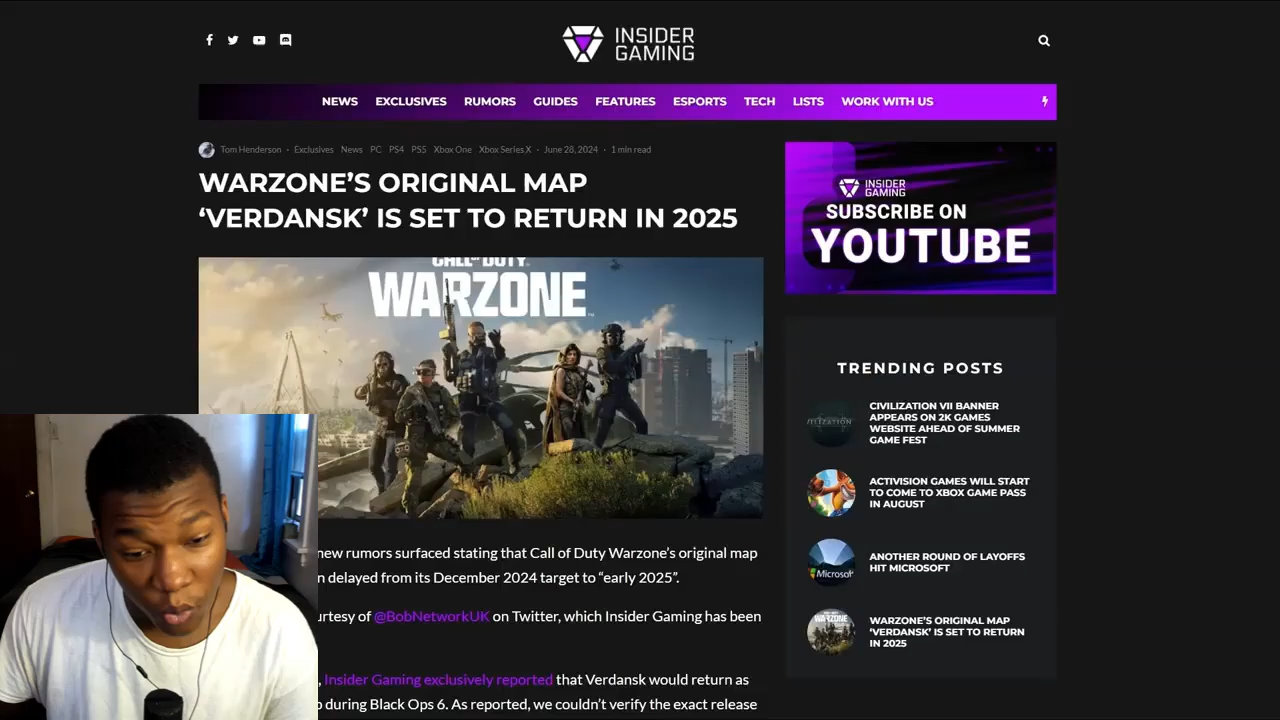 INSIDER
GAMING
NEWS EXCLUSIVES RUMORS GUIDES FEATURES ESPORTS TECH LISTS WORK WITH US
Tom Henderson · Exclusives News PC PS4 PS5 Xbox One Xbox Series X · June 28, 2024 · 1 min read
WARZONE’S ORIGINAL MAP
‘VERDANSK’ IS SET TO RETURN IN 2025
CALL OF DUTY
WARZONE
new rumors surfaced stating that Call of Duty Warzone’s original map
n delayed from its December 2024 target to “early 2025”.
urtesy of @BobNetworkUK on Twitter, which Insider Gaming has been
, Insider Gaming exclusively reported that Verdansk would return as
p during Black Ops 6. As reported, we couldn’t verify the exact release
INSIDER
GAMING
SUBSCRIBE ON
YOUTUBE
TRENDING POSTS
CIVILIZATION VII BANNER
APPEARS ON 2K GAMES
WEBSITE AHEAD OF SUMMER
GAME FEST
ACTIVISION GAMES WILL START
TO COME TO XBOX GAME PASS
IN AUGUST
Microsoft
ANOTHER ROUND OF LAYOFFS
HIT MICROSOFT
WARZONE
WARZONE’S ORIGINAL MAP
‘VERDANSK’ IS SET TO RETURN
IN 2025